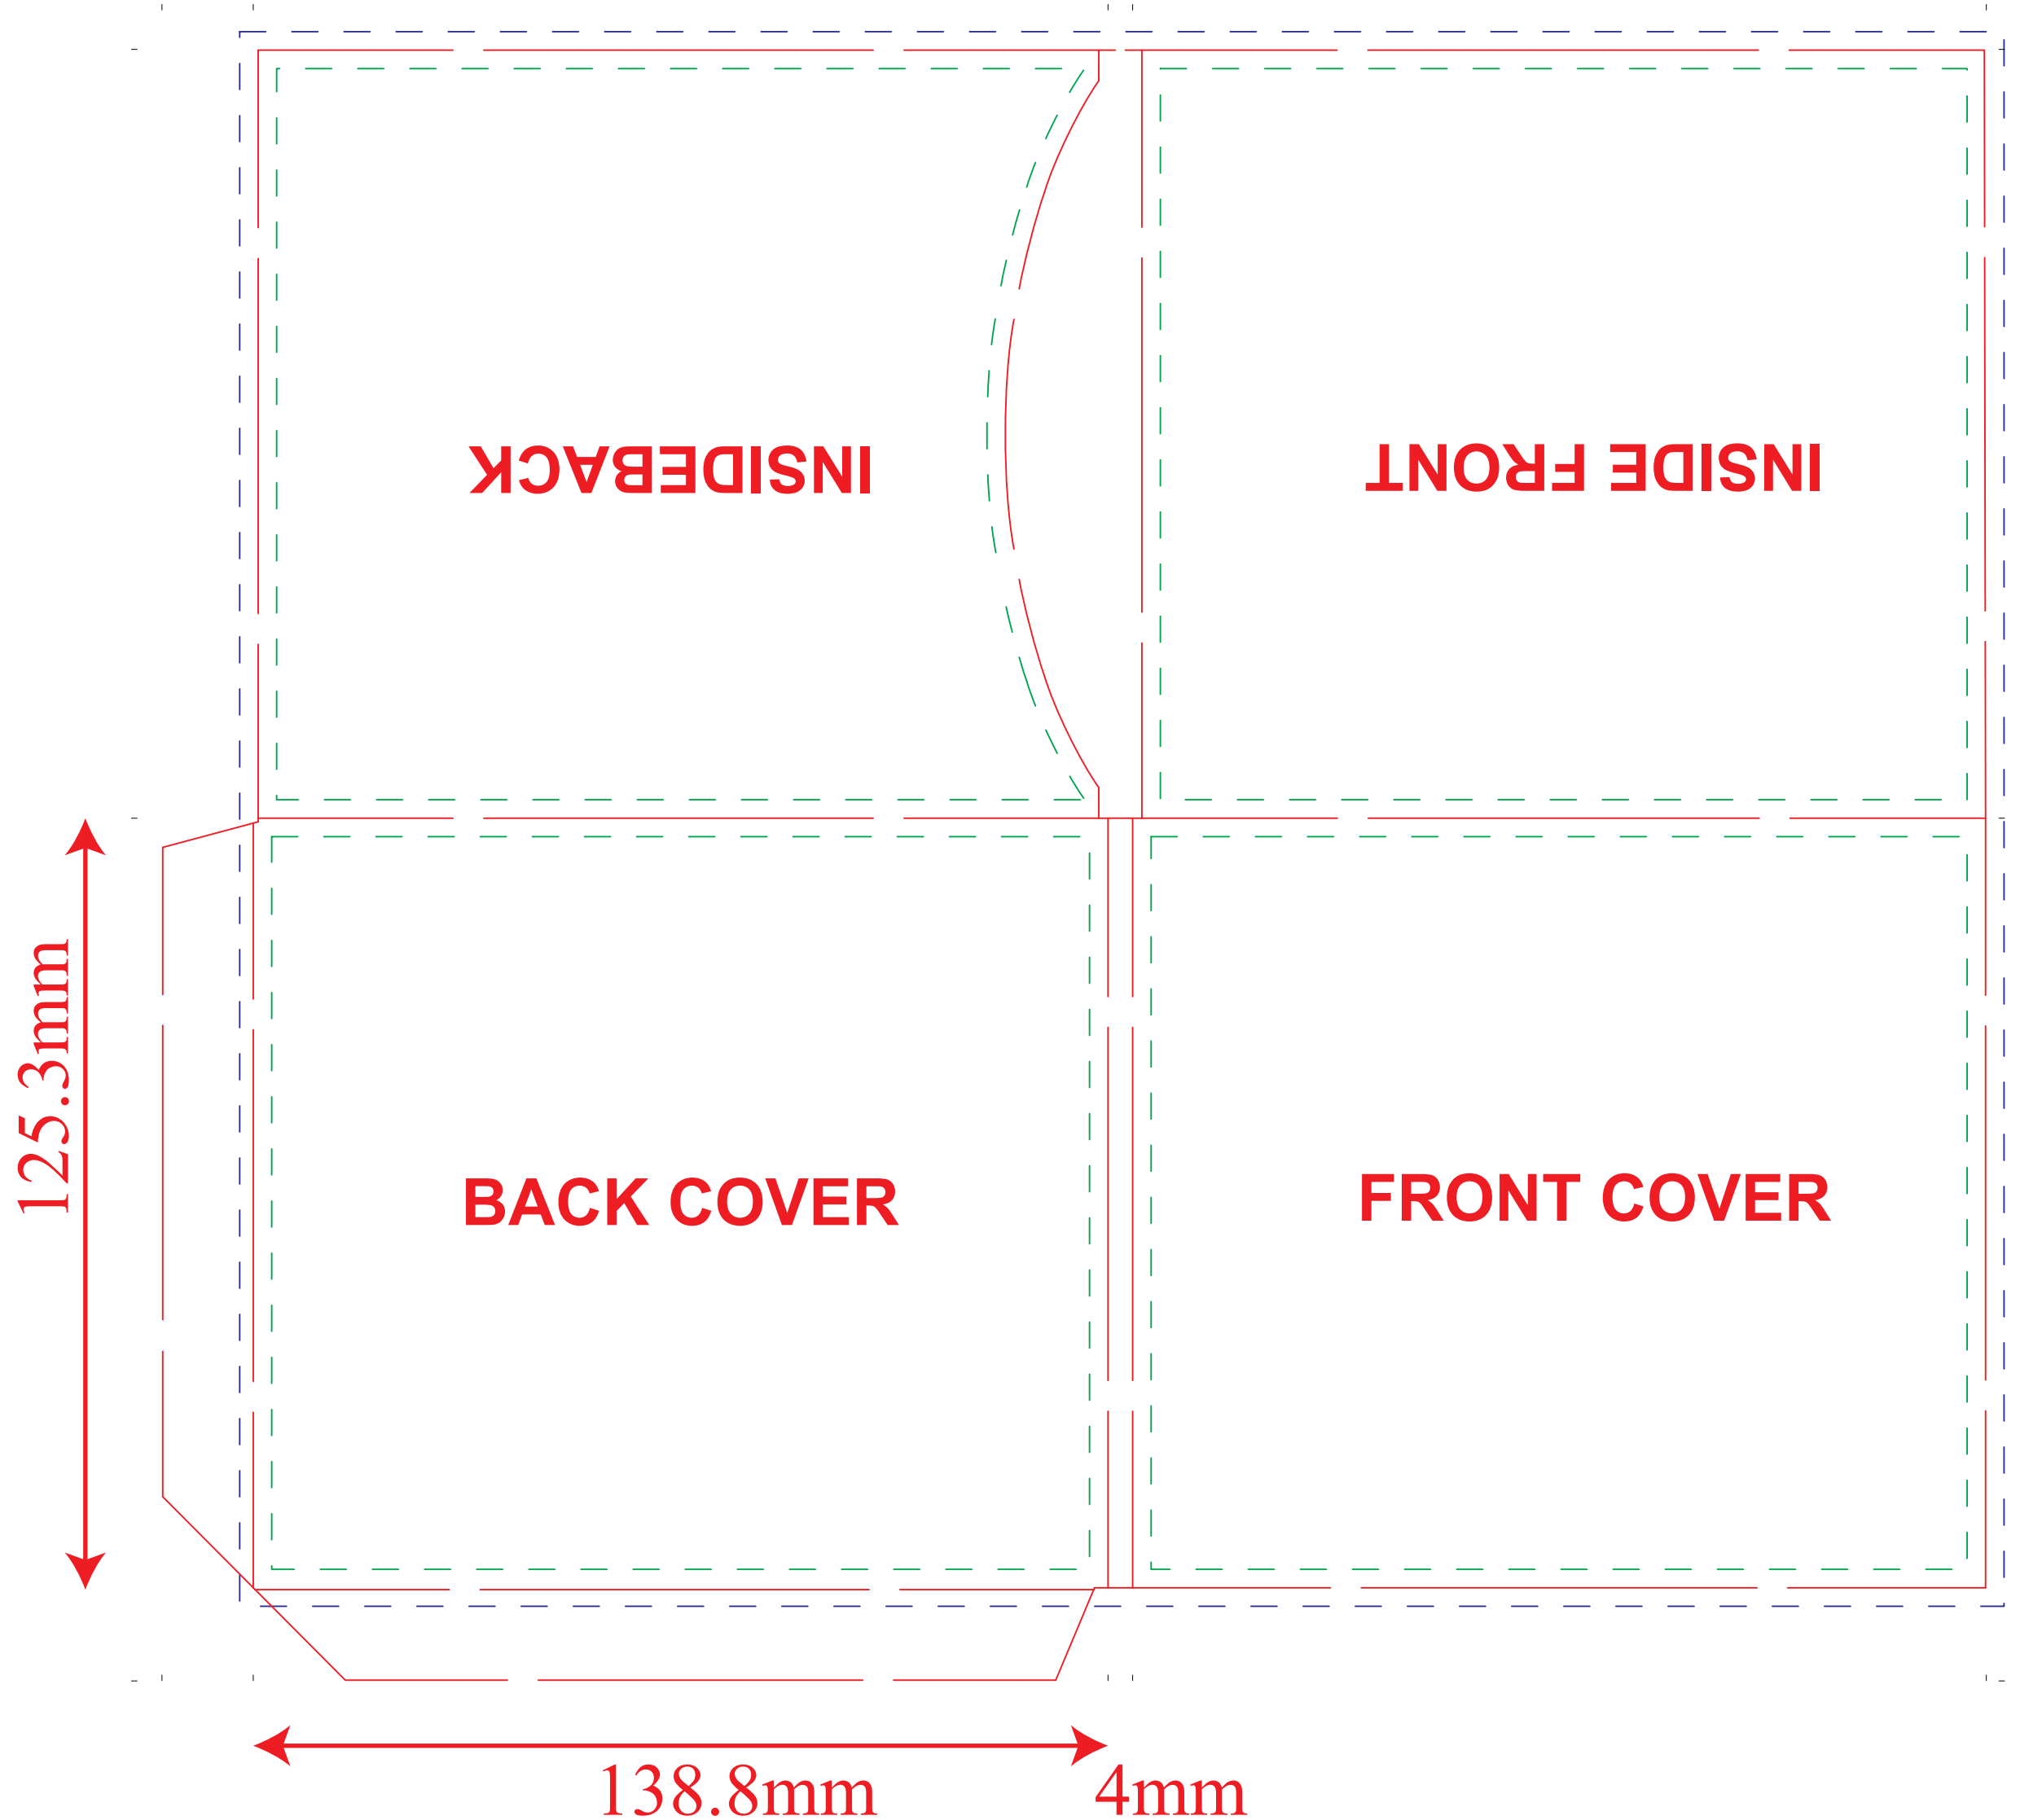 INSIDEBACK
INSIDE FRONT
BACK COVER
FRONT COVER
125.3mm
138.8mm
4mm